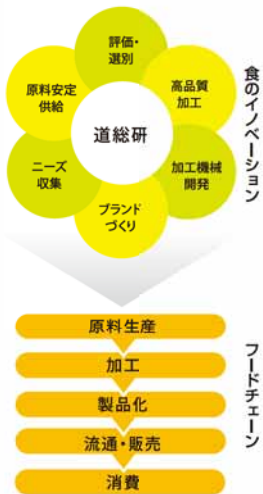 評価・
選別
原料安定
供給
高品質
加工
道総研
ニーズ
収集
加工機械
開発
ブランド
づくり
食のイノベーション
原料生産
加工
製品化
流通・販売
消費
フードチェーン